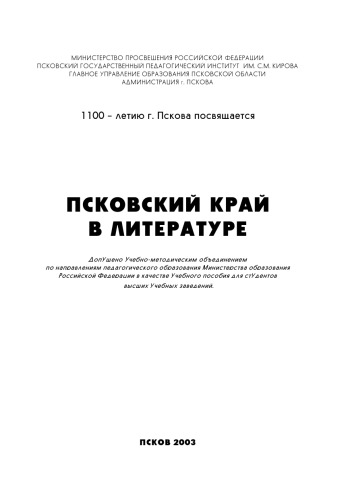 МИНИСТЕРСТВО ПРОСВЕЩЕНИЯ РОССИЙСКОЙ ФЕДЕРАЦИИ
ПСКОВСКИЙ ГОСУДАРСТВЕННЫЙ ПЕДАГОГИЧЕСКИЙ ИНСТИТУТ ИМ. С.М. КИРОВА
ГЛАВНОЕ УПРАВЛЕНИЕ ОБРАЗОВАНИЯ ПСКОВСКОЙ ОБЛАСТИ
АДМИНИСТРАЦИЯ г. ПСКОВА
1100 – летию г. Пскова посвящается
ПСКОВСКИЙ КРАЙ
В ЛИТЕРАТУРЕ
ДопУщено Учебно-методическим объединением
по направлениям педагогического образования Министерства образования
Российской Федерации в качестве Учебного пособия для стУдентов
высших Учебных заведений.
ПСКОВ 2003